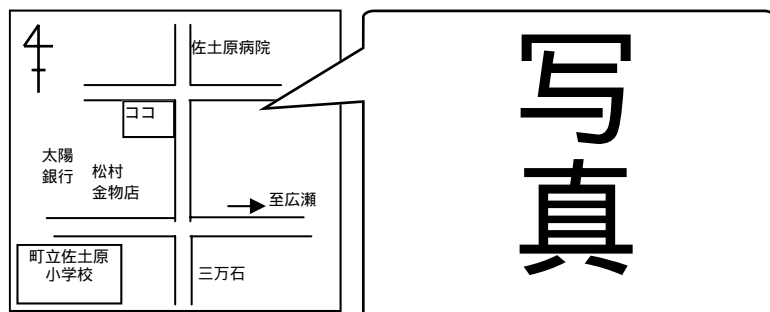 佐土原病院
ココ
太陽
銀行
松村
金物店
至広瀬
町立佐土原
小学校
三万石
写
真